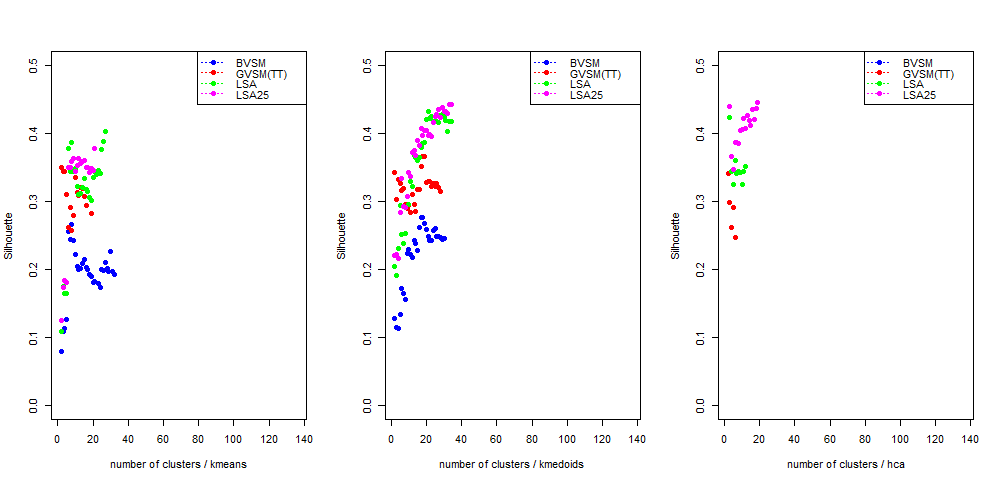 BVSM
GVSM(TT)
LSA
LSA25
Silhouette
0.0 0.1 0.2 0.3 0.4 0.5
0 20 40 60 80 100 120 140
number of clusters / kmeans
BVSM
GVSM(TT)
LSA
LSA25
Silhouette
0.0 0.1 0.2 0.3 0.4 0.5
0 20 40 60 80 100 120 140
number of clusters / kmedoids
BVSM
GVSM(TT)
LSA
LSA25
Silhouette
0.0 0.1 0.2 0.3 0.4 0.5
0 20 40 60 80 100 120 140
number of clusters / hca